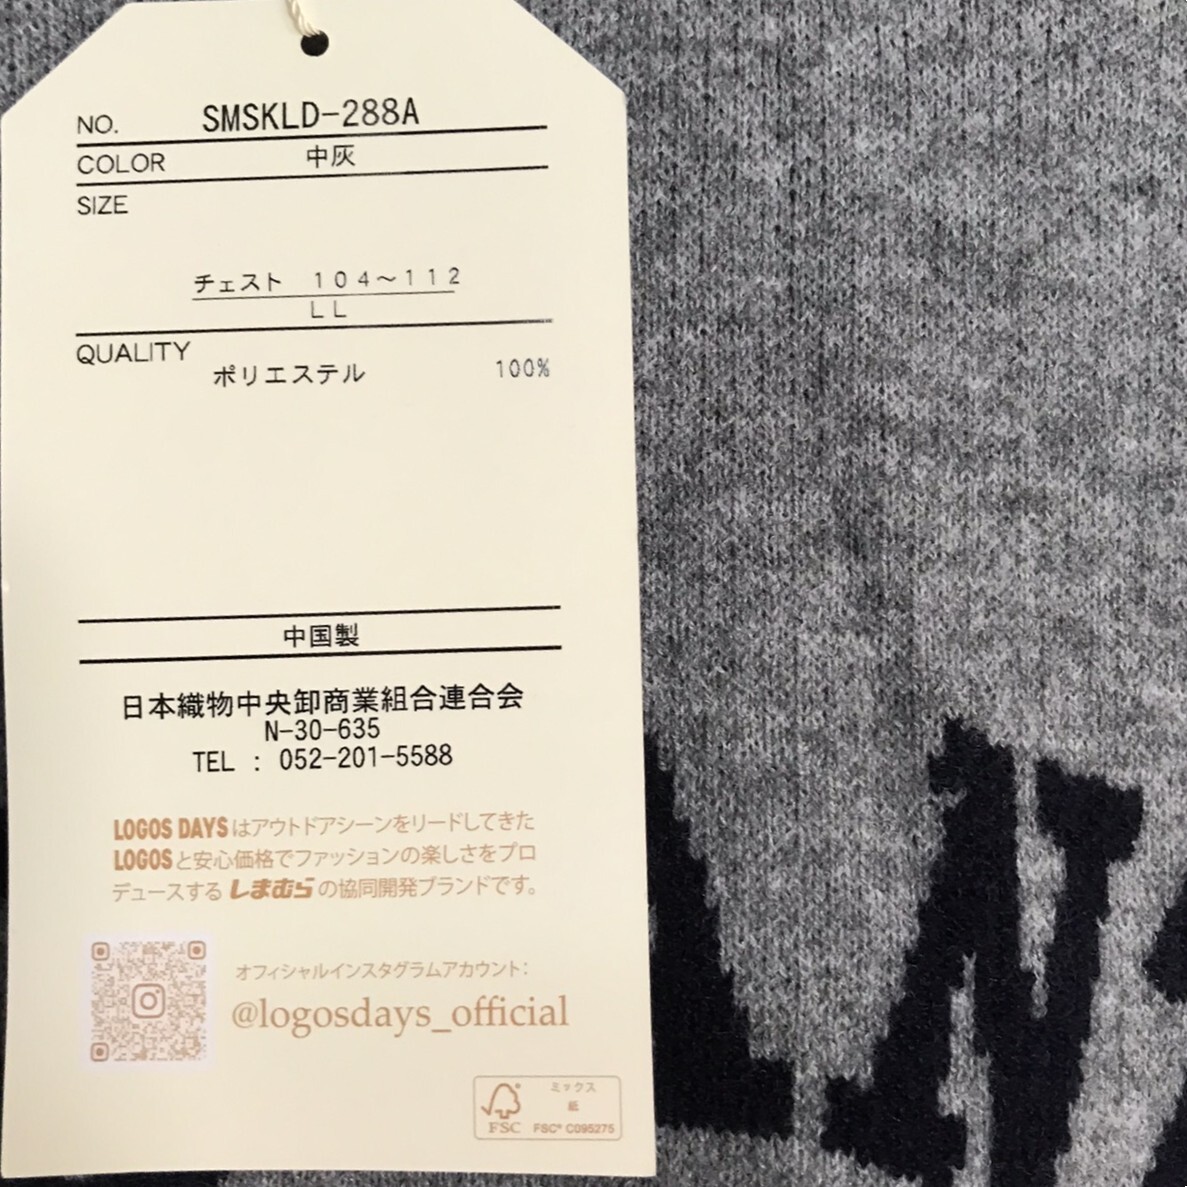 NO. SMSKLD-288A
COLOR 中灰
SIZE
チェスト 104～112
LL
QUALITY
ポリエステル 100%
中国製
日本織物中央卸商業組合連合会
N-30-635
TEL : 052-201-5588
LOGOS DAYSはアウトドアシーンをリードしてきた
LOGOSと安心価格でファッションの楽しさをプロ
デュースするしまむらの協同開発ブランドです。
オフィシャルインスタグラムアカウント：
@logosdays_official
ミックス
紙
FSC
FSC® C095275